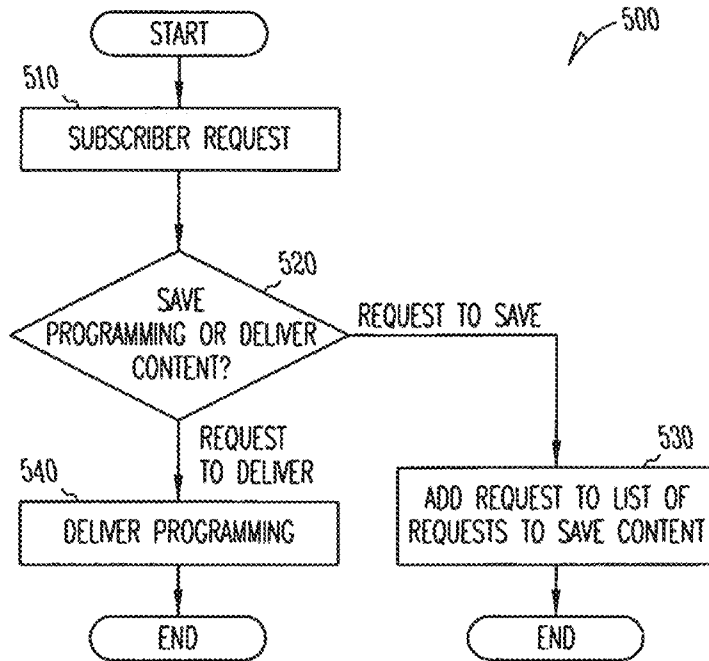 START
500
510
SUBSCRIBER REQUEST
520
SAVE
PROGRAMMING OR DELIVER
CONTENT?
REQUEST TO SAVE
REQUEST
TO DELIVER
530
540
ADD REQUEST TO LIST OF
REQUESTS TO SAVE CONTENT
DELIVER PROGRAMMING
END
END